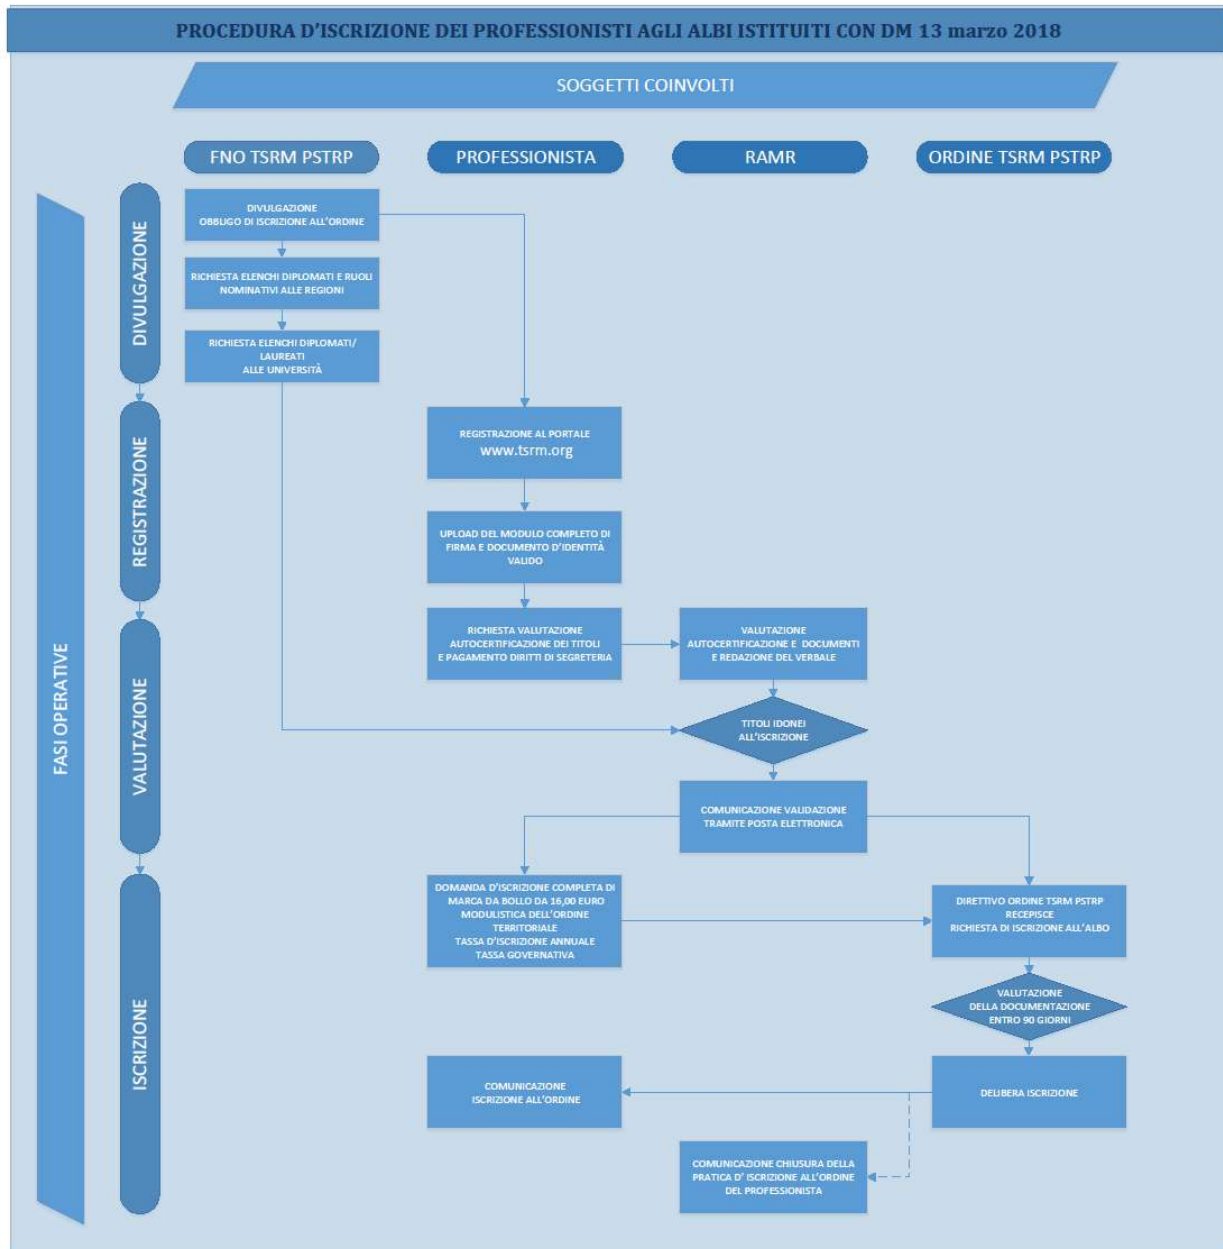 PROCEDURA D'ISCRIZIONE DEI PROFESSIONISTI AGLI ALBI ISTITUITI CON DM 13 marzo 2018
SOGGETTI COINVOLTI
FNO TSRM PSTRP
PROFESSIONISTA
RAMR
ORDINE TSRM PSTRP
FASI OPERATIVE
DIVULGAZIONE
DIVULGAZIONE
OBBLIGO DI ISCRIZIONE ALL'ORDINE
RICHIESTA ELENCHI DIPLOMATI E RUOLI
NOMINATIVI ALLE REGIONI
RICHIESTA ELENCHI DIPLOMATI/
LAUREATI
ALLE UNIVERSITÀ
REGISTRAZIONE
REGISTRAZIONE AL PORTALE
www.tsrm.org
UPLOAD DEL MODULO COMPLETO DI
FIRMA E DOCUMENTO D'IDENTITÀ
VALIDO
VALUTAZIONE
RICHIESTA VALUTAZIONE
AUTOCERTIFICAZIONE DEI TITOLI
E PAGAMENTO DIRITTI DI SEGRETERIA
VALUTAZIONE
AUTOCERTIFICAZIONE E DOCUMENTI
E REDAZIONE DEL VERBALE
TITOLI IDONEI
ALL'ISCRIZIONE
COMUNICAZIONE VALIDAZIONE
TRAMITE POSTA ELETTRONICA
ISCRIZIONE
DOMANDA D'ISCRIZIONE COMPLETA DI
MARCA DA BOLLO DA 16,00 EURO
MODULISTICA DELL'ORDINE
TERRITORIALE
TASSA D'ISCRIZIONE ANNUALE
TASSA GOVERNATIVA
DIRETTIVO ORDINE TSRM PSTRP
RECEPISCE
RICHIESTA DI ISCRIZIONE ALL'ALBO
VALUTAZIONE
DELLA DOCUMENTAZIONE
ENTRO 90 GIORNI
COMUNICAZIONE
ISCRIZIONE ALL'ORDINE
DELIBERA ISCRIZIONE
COMUNICAZIONE CHIUSURA DELLA
PRATICA D' ISCRIZIONE ALL'ORDINE
DEL PROFESSIONISTA